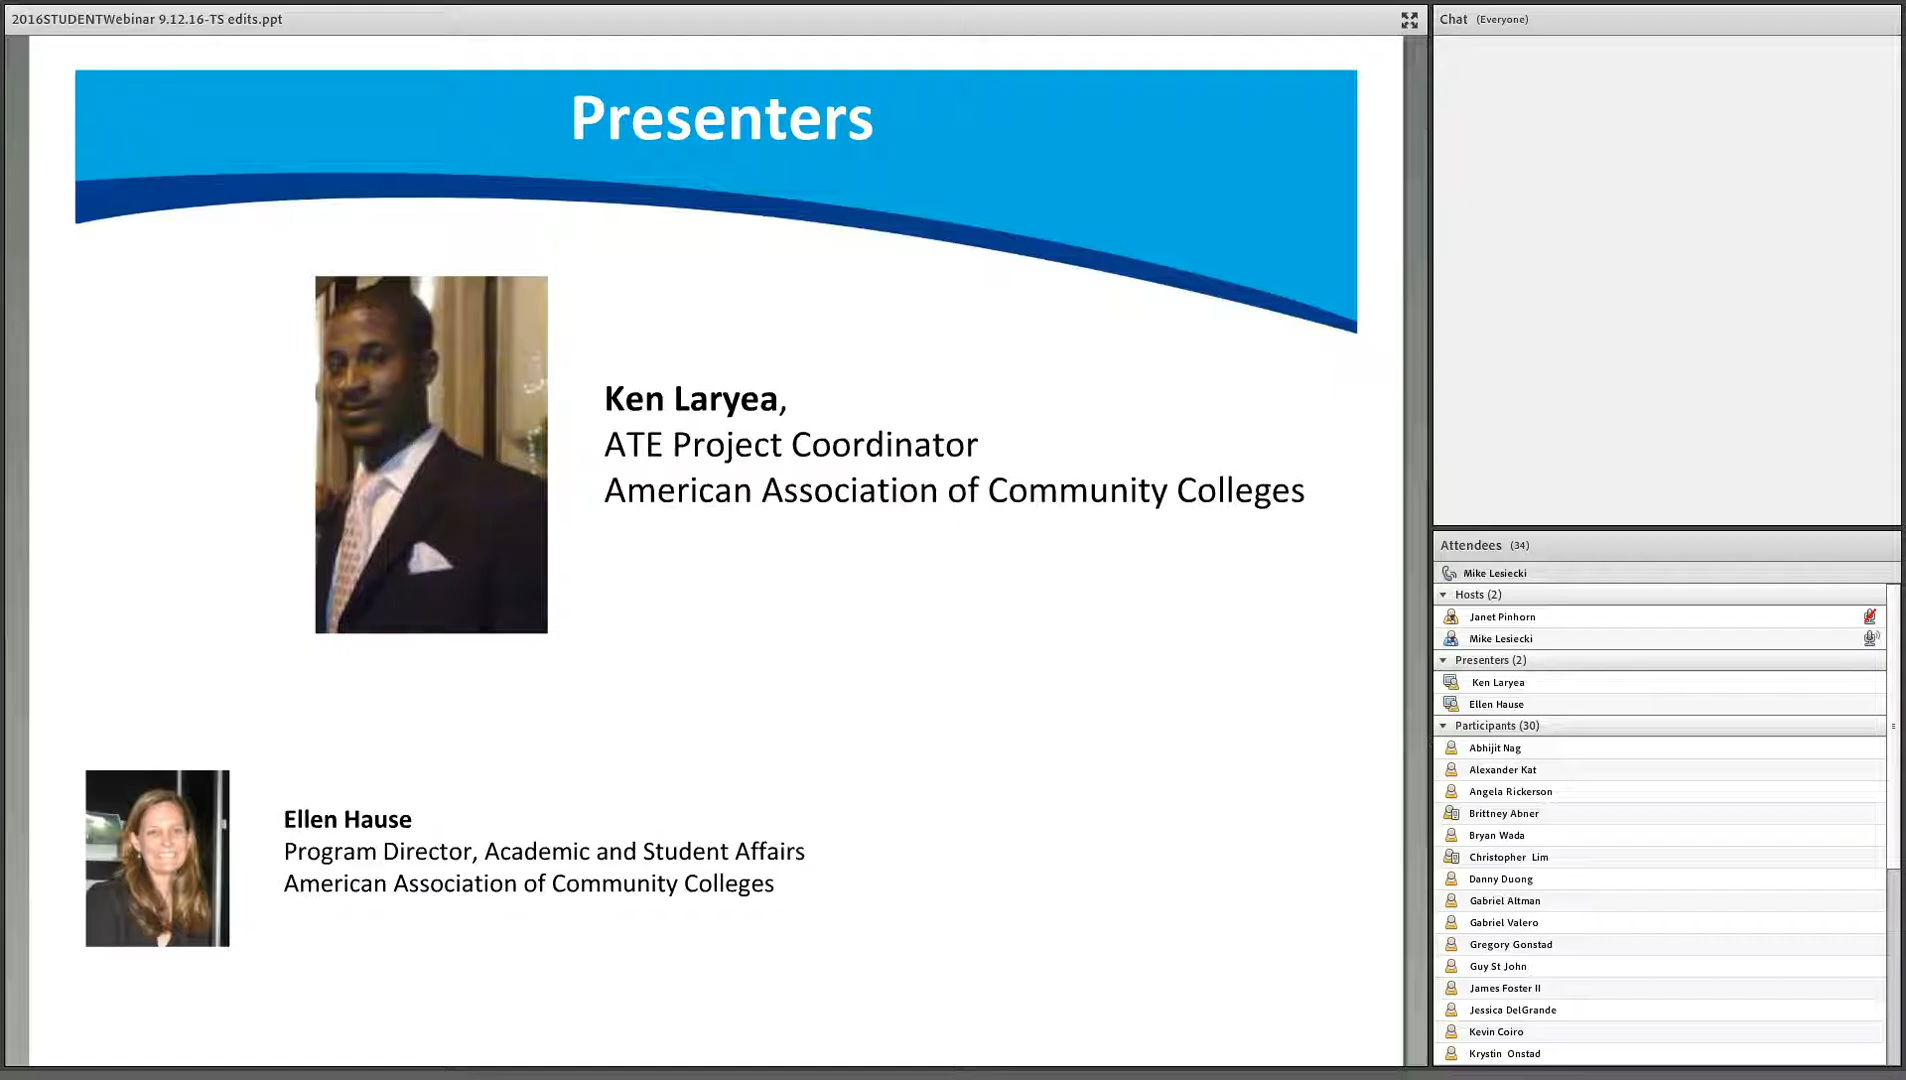 2016STUDENTWebinar 9.12.16-TS edits.ppt
Presenters
Ken Laryea,
ATE Project Coordinator
American Association of Community Colleges
Ellen Hause
Program Director, Academic and Student Affairs
American Association of Community Colleges
Chat (Everyone)
Attendees (34)
Mike Lesiecki
Hosts (2)
Janet Pinhorn
Mike Lesiecki
Presenters (2)
Ken Laryea
Ellen Hause
Participants (30)
Abhijit Nag
Alexander Kat
Angela Rickerson
Brittney Abner
Bryan Wada
Christopher Lim
Danny Duong
Gabriel Altman
Gabriel Valero
Gregory Gonstad
Guy St John
James Foster II
Jessica DelGrande
Kevin Coiro
Krystin Onstad